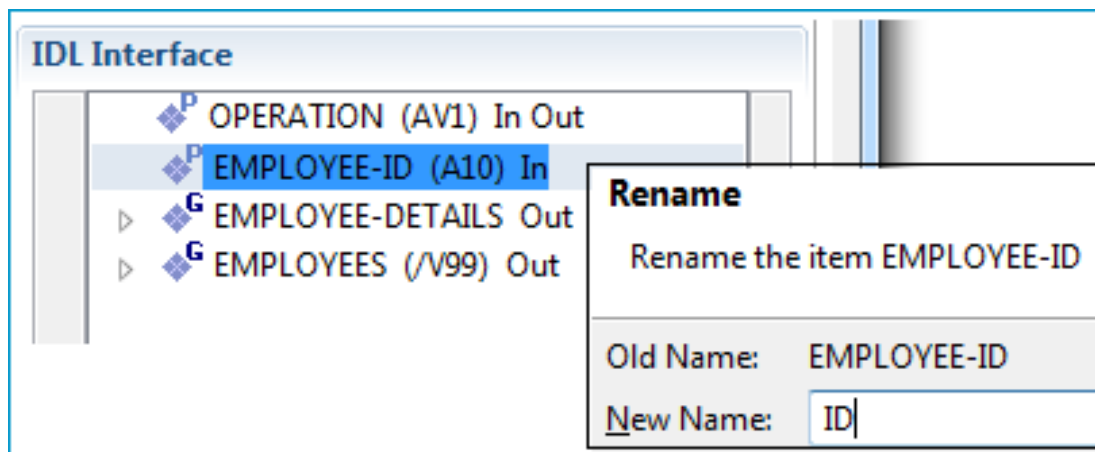 IDL Interface
P OPERATION (AV1) In Out
P EMPLOYEE-ID (A10) In
G EMPLOYEE-DETAILS Out
G EMPLOYEES (/V99) Out
Rename
Rename the item EMPLOYEE-ID
Old Name: EMPLOYEE-ID
New Name: ID